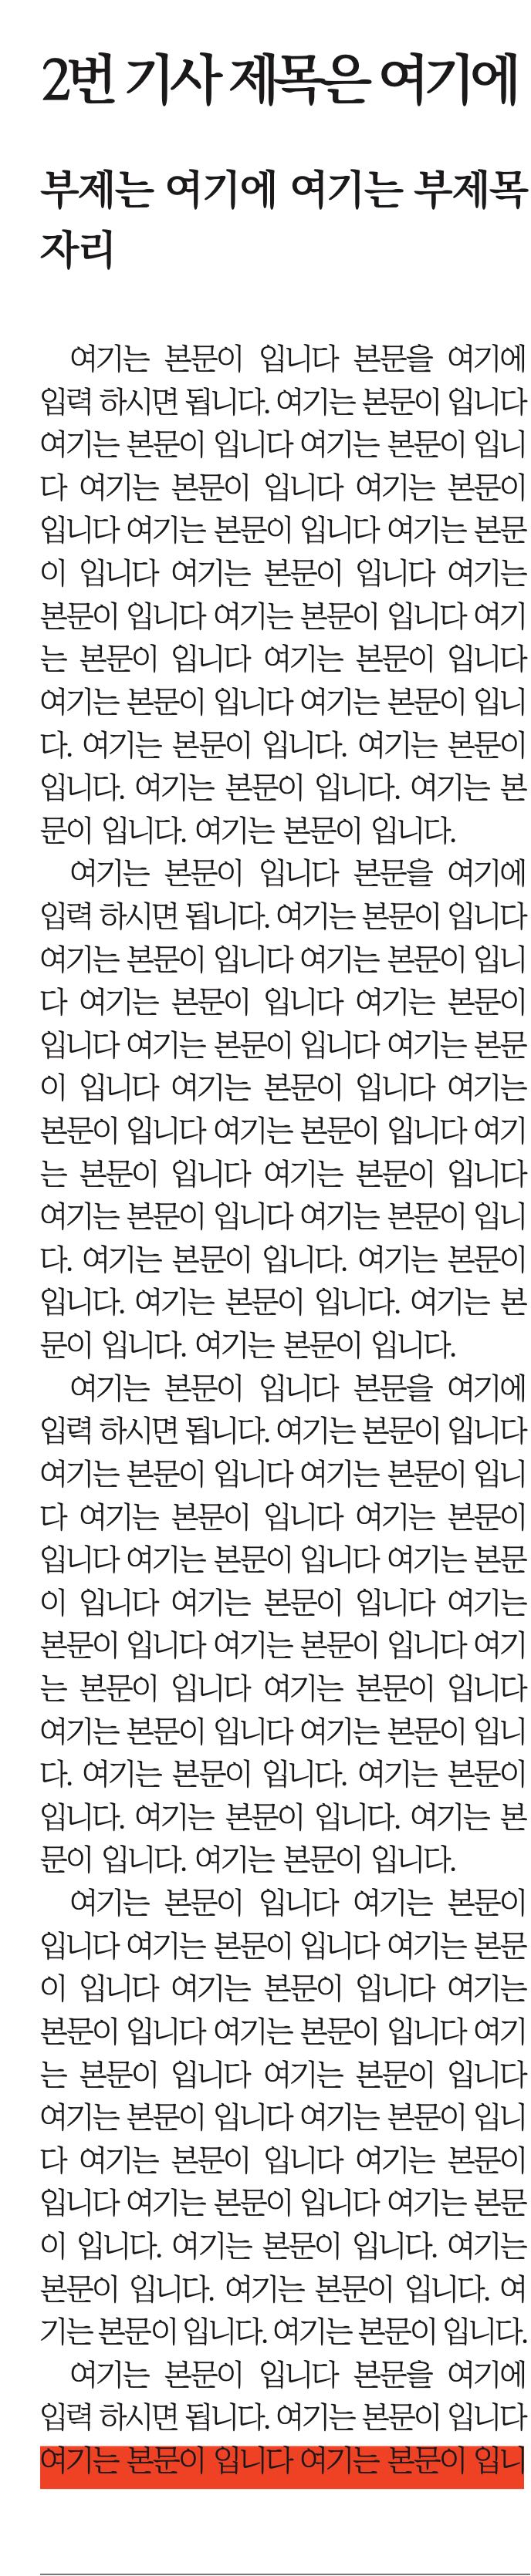 2번 기사 제목은 여기에
부제는 여기에 여기는 부제목
자리
여기는 본문이 입니다 본문을 여기에
입력 하시면 됩니다. 여기는 본문이 입니다
여기는 본문이 입니다 여기는 본문이 입니
다 여기는 본문이 입니다 여기는 본문이
입니다 여기는 본문이 입니다 여기는 본문
이 입니다 여기는 본문이 입니다 여기는
본문이 입니다 여기는 본문이 입니다 여기
는 본문이 입니다 여기는 본문이 입니다
여기는 본문이 입니다 여기는 본문이 입니
다. 여기는 본문이 입니다. 여기는 본문이
입니다. 여기는 본문이 입니다. 여기는 본
문이 입니다. 여기는 본문이 입니다.
여기는 본문이 입니다 본문을 여기에
입력 하시면 됩니다. 여기는 본문이 입니다
여기는 본문이 입니다 여기는 본문이 입니
다 여기는 본문이 입니다 여기는 본문이
입니다 여기는 본문이 입니다 여기는 본문
이 입니다 여기는 본문이 입니다 여기는
본문이 입니다 여기는 본문이 입니다 여기
는 본문이 입니다 여기는 본문이 입니다
여기는 본문이 입니다 여기는 본문이 입니
다. 여기는 본문이 입니다. 여기는 본문이
입니다. 여기는 본문이 입니다. 여기는 본
문이 입니다. 여기는 본문이 입니다.
여기는 본문이 입니다 본문을 여기에
입력 하시면 됩니다. 여기는 본문이 입니다
여기는 본문이 입니다 여기는 본문이 입니
다 여기는 본문이 입니다 여기는 본문이
입니다 여기는 본문이 입니다 여기는 본문
이 입니다 여기는 본문이 입니다 여기는
본문이 입니다 여기는 본문이 입니다 여기
는 본문이 입니다 여기는 본문이 입니다
여기는 본문이 입니다 여기는 본문이 입니
다. 여기는 본문이 입니다. 여기는 본문이
입니다. 여기는 본문이 입니다. 여기는 본
문이 입니다. 여기는 본문이 입니다.
여기는 본문이 입니다 여기는 본문이
입니다 여기는 본문이 입니다 여기는 본문
이 입니다 여기는 본문이 입니다 여기는
본문이 입니다 여기는 본문이 입니다 여기
는 본문이 입니다 여기는 본문이 입니다
여기는 본문이 입니다 여기는 본문이 입니
다 여기는 본문이 입니다 여기는 본문이
입니다 여기는 본문이 입니다 여기는 본문
이 입니다. 여기는 본문이 입니다. 여기는
본문이 입니다. 여기는 본문이 입니다. 여
기는 본문이 입니다. 여기는 본문이 입니다.
여기는 본문이 입니다 본문을 여기에
입력 하시면 됩니다. 여기는 본문이 입니다
여기는 본문이 입니다 여기는 본문이 입니